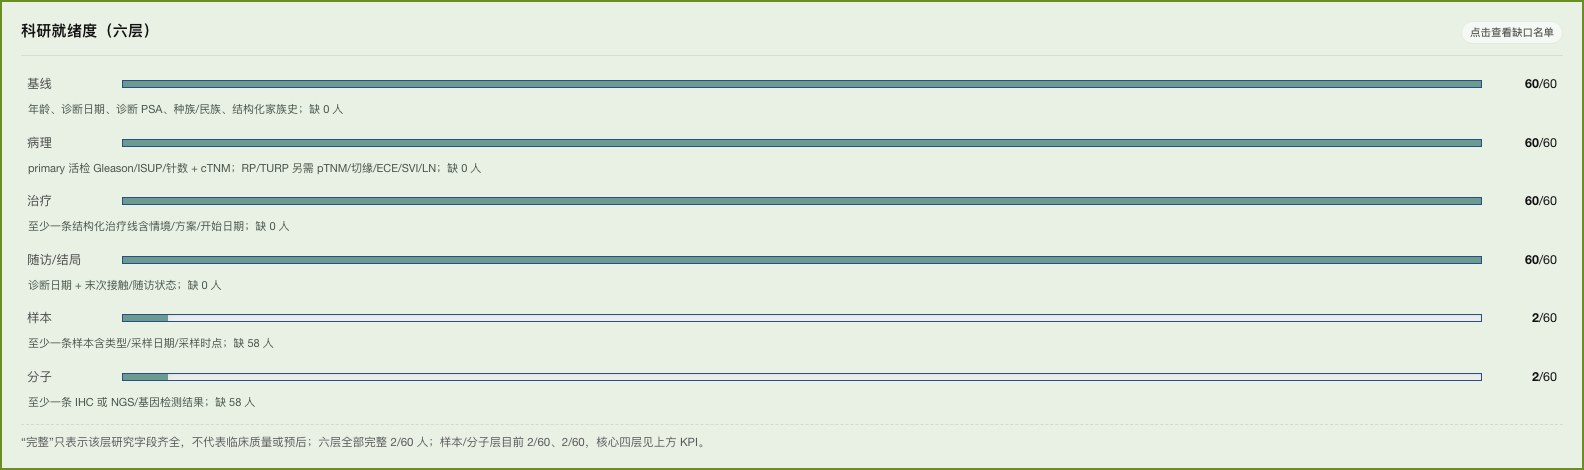 科研就绪度（六层）
点击查看缺口名单
基线
60/60
年龄、诊断日期、诊断 PSA、种族/民族、结构化家族史；缺 0 人
病理
60/60
primary 活检 Gleason/ISUP/针数 + cTNM；RP/TURP 另需 pTNM/切缘/ECE/SVI/LN；缺 0 人
治疗
60/60
至少一条结构化治疗线含情境/方案/开始日期；缺 0 人
随访/结局
60/60
诊断日期 + 末次接触/随访状态；缺 0 人
样本
2/60
至少一条样本含类型/采样日期/采样时点；缺 58 人
分子
2/60
至少一条 IHC 或 NGS/基因检测结果；缺 58 人
“完整”只表示该层研究字段齐全，不代表临床质量或预后；六层全部完整 2/60 人；样本/分子层目前 2/60、2/60，核心四层见上方 KPI。